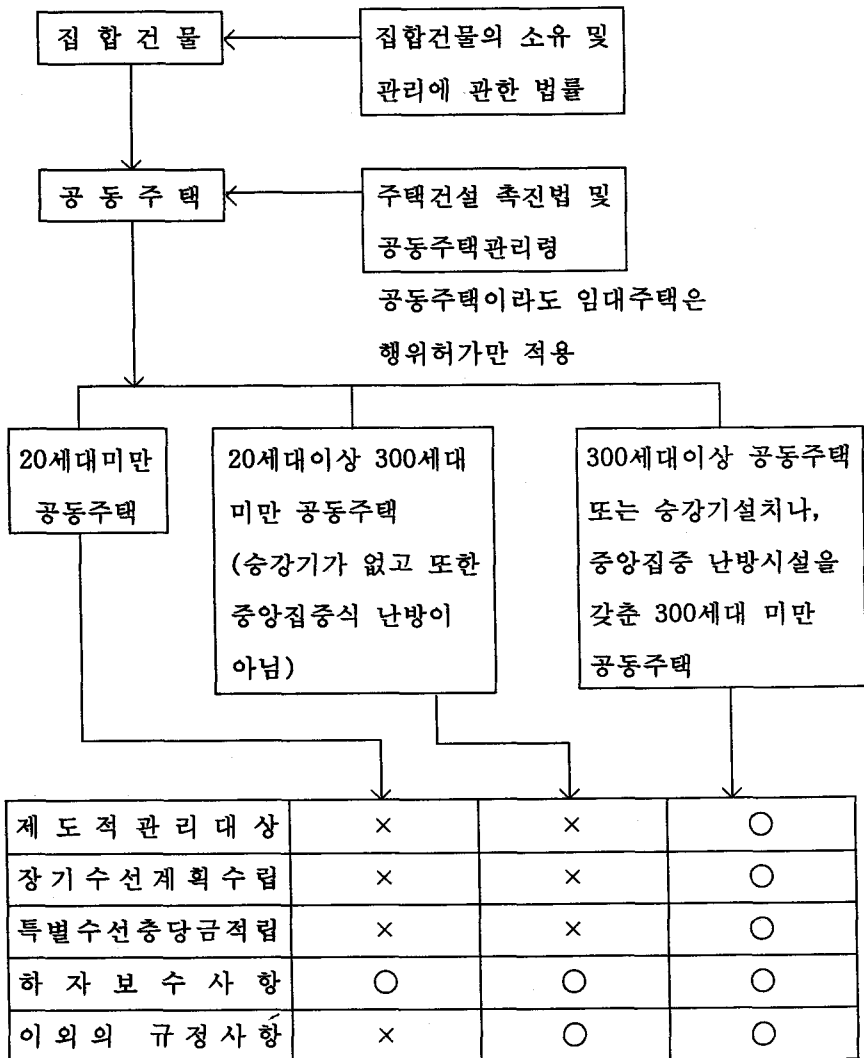 집 합 건 물
집합건물의 소유 및
관리에 관한 법률
공 동 주 택
주택건설 촉진법 및
공동주택관리령
공동주택이라도 임대주택은
행위허가만 적용
20세대미만
공동주택
20세대이상 300세대
미만 공동주택
(승강기가 없고 또한
중앙집중식 난방이
아님)
300세대이상 공동주택
또는 승강기설치나,
중앙집중 난방시설을
갖춘 300세대 미만
공동주택
제 도 적 관 리 대 상 × × ○
장 기 수 선 계 획 수 립 × × ○
특별수선충당금적립 × × ○
하 자 보 수 사 항 ○ ○ ○
이 외 의 규 정 사 항 × ○ ○